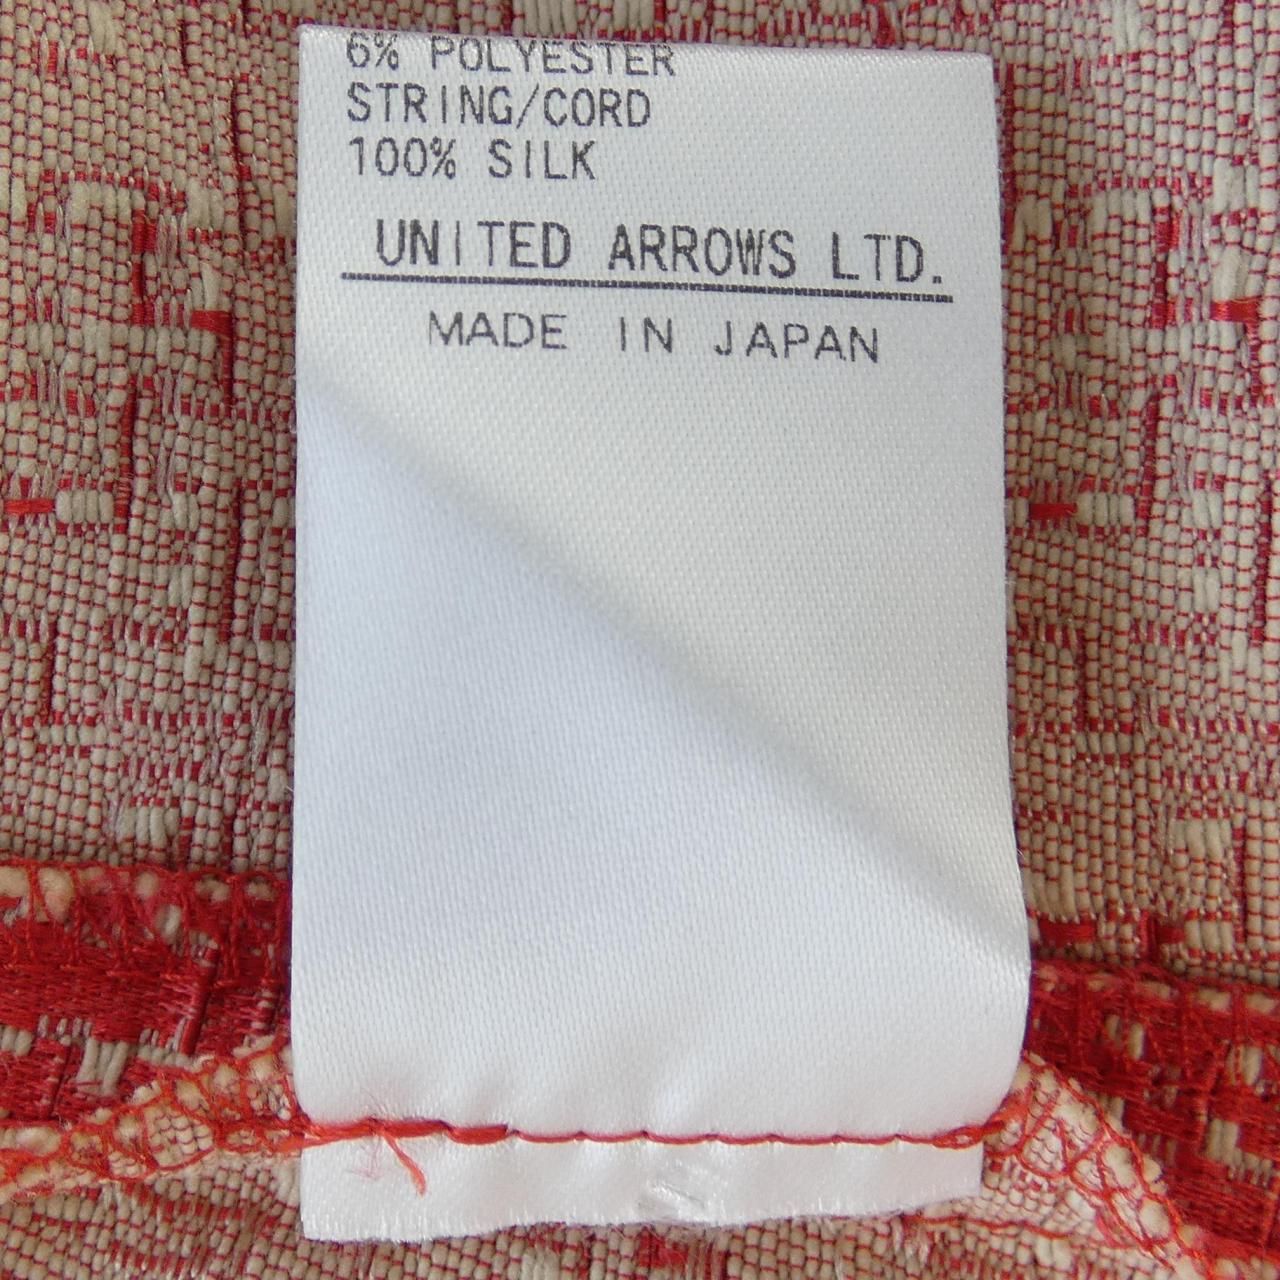 6% POLYESTER
STRING/CORD
100% SILK
UNITED ARROWS LTD.
MADE IN JAPAN